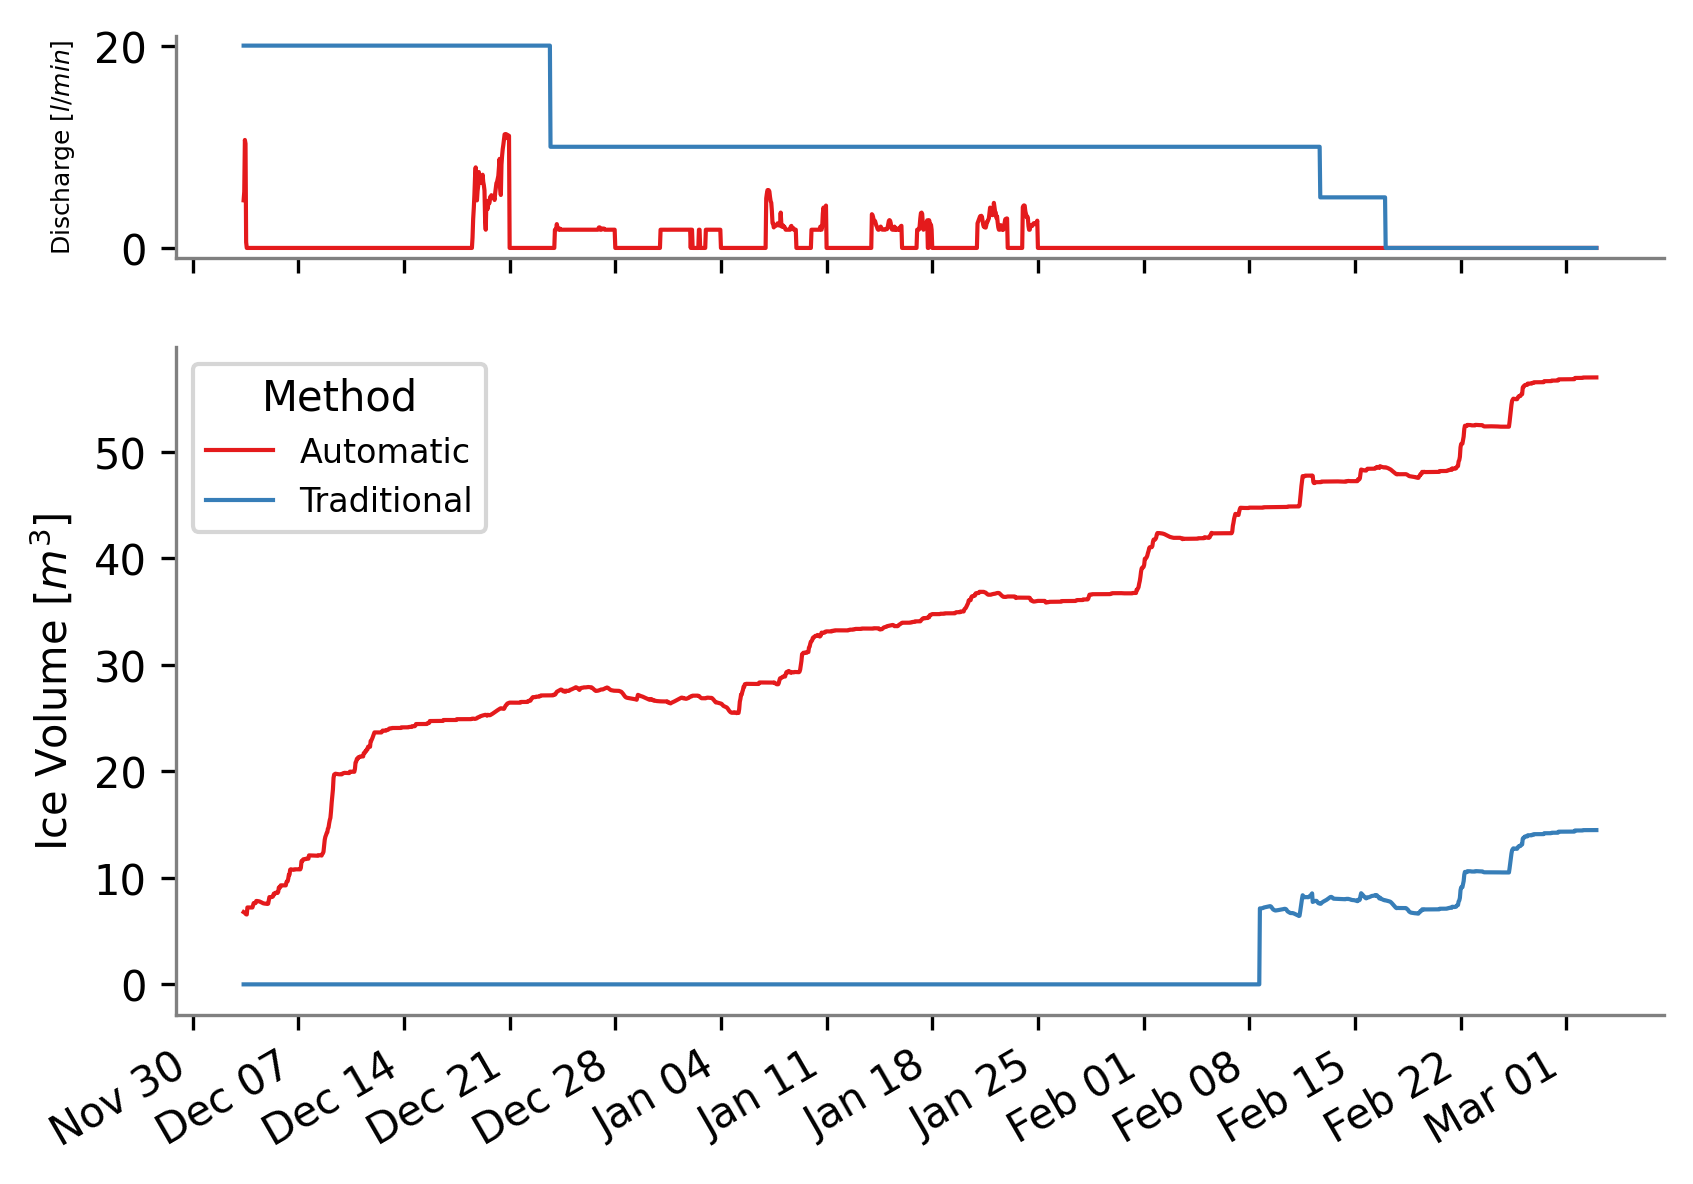 Discharge [l/min]
20
0
Ice Volume [m³]
50
40
30
20
10
0
Method
Automatic
Traditional
Nov 30
Dec 07
Dec 14
Dec 21
Dec 28
Jan 04
Jan 11
Jan 18
Jan 25
Feb 01
Feb 08
Feb 15
Feb 22
Mar 01